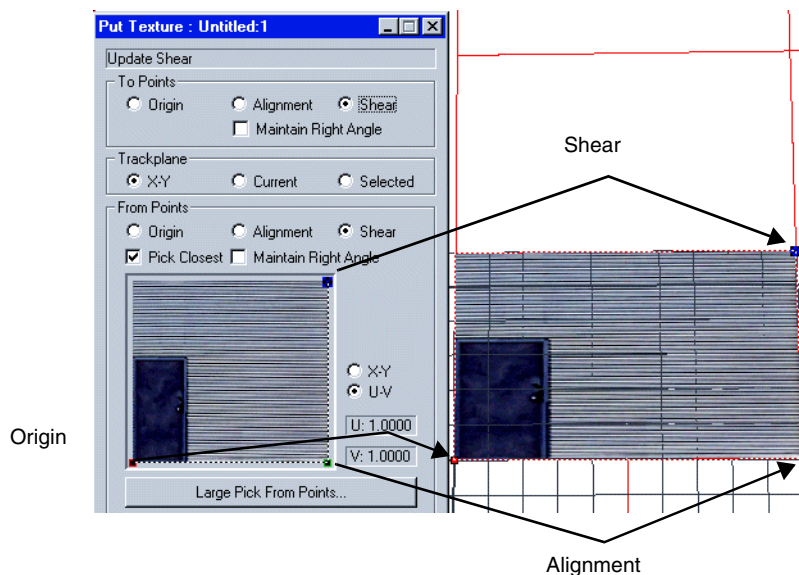 Put Texture : Untitled:1
Update Shear
To Points
Origin Alignment Shear
Maintain Right Angle
Trackplane
X-Y Current Selected
From Points
Origin Alignment Shear
Pick Closest Maintain Right Angle
X-Y
U-V
U: 1.0000
V: 1.0000
Large Pick From Points...
Shear
Origin
Alignment